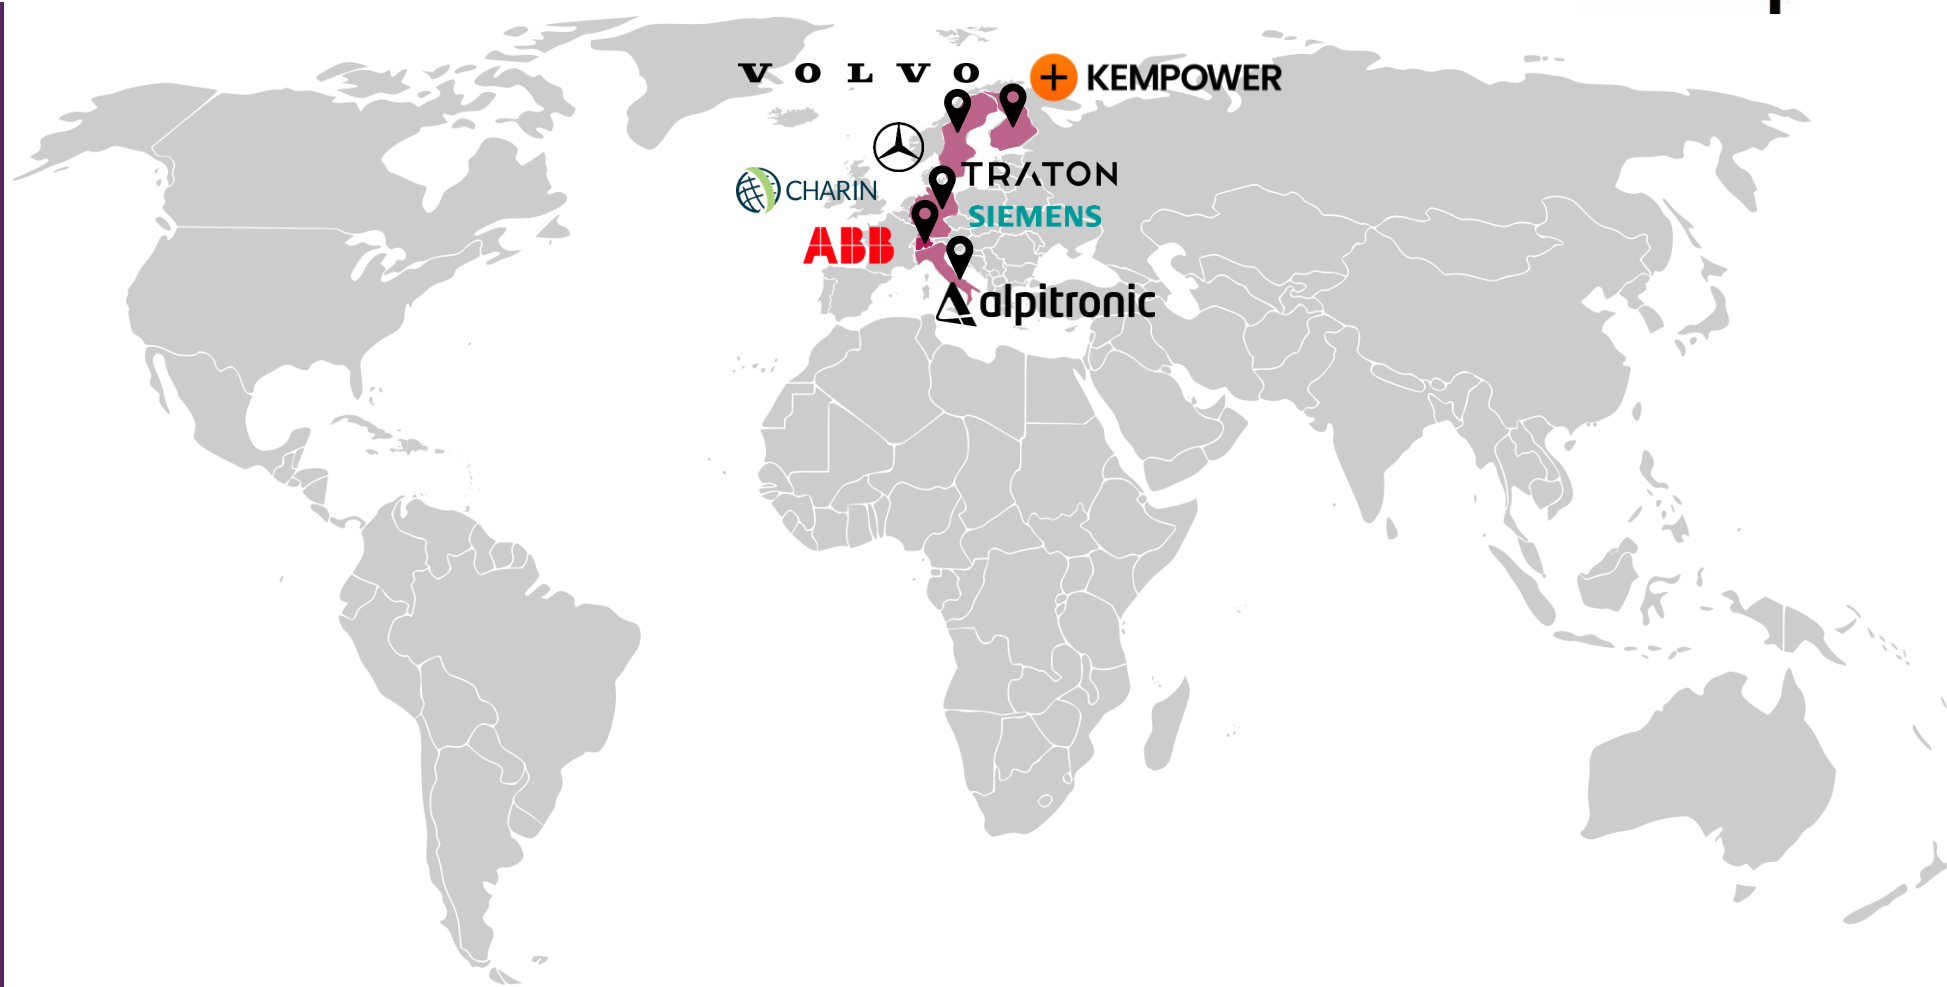 VOLVO
KEMPOWER
CHARIN
TRATON
SIEMENS
ABB
alpitronic